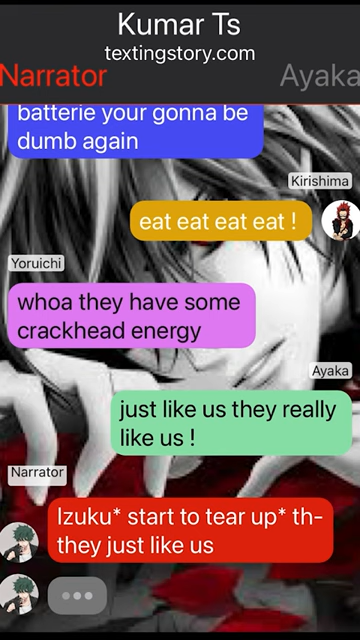 Kumar Ts
textingstory.com
Narrator
Ayaka
batterie your gonna be
dumb again
Kirishima
eat eat eat eat !
Yoruichi
whoa they have some
crackhead energy
Ayaka
just like us they really
like us !
Narrator
Izuku* start to tear up* th-
they just like us